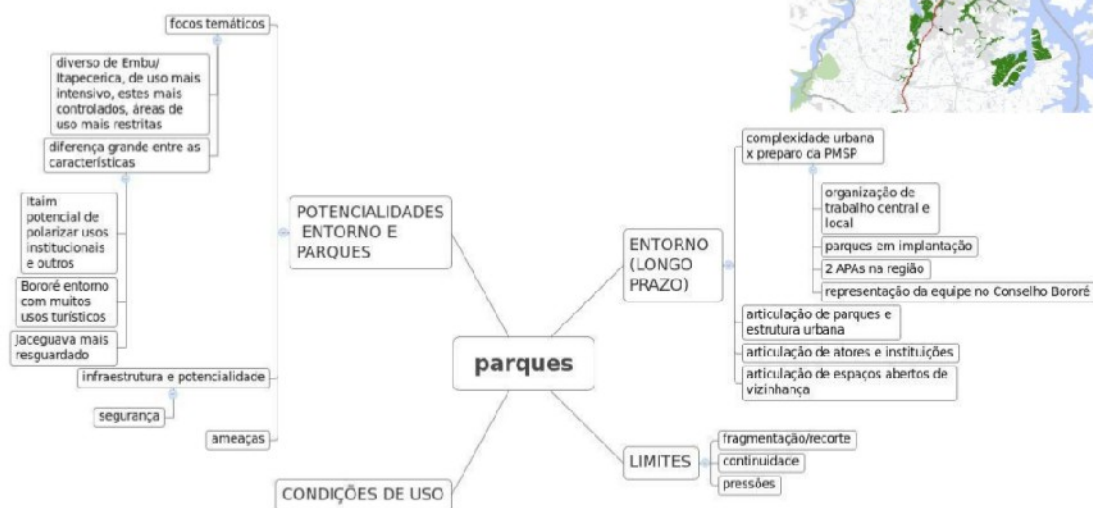 focos temáticos
diverso de Embu/
Itapecerica, de uso mais
intensivo, estes mais
controlados, áreas de
uso mais restritas
diferença grande entre as
características
Itaim
potencial de
polarizar usos
institucionais
e outros
Bororé entorno
com muitos
usos turísticos
Jaceguava mais
resguardado
infraestrutura e potencialidade
segurança
ameaças
POTENCIALIDADES
ENTORNO E
PARQUES
CONDIÇÕES DE USO
parques
ENTORNO
(LONGO
PRAZO)
complexidade urbana
x preparo da PMSP
organização de
trabalho central e
local
parques em implantação
2 APAs na região
representação da equipe no Conselho Bororé
articulação de parques e
estrutura urbana
articulação de atores e instituições
articulação de espaços abertos de
vizinhança
LIMITES
fragmentação/recorte
continuidade
pressões